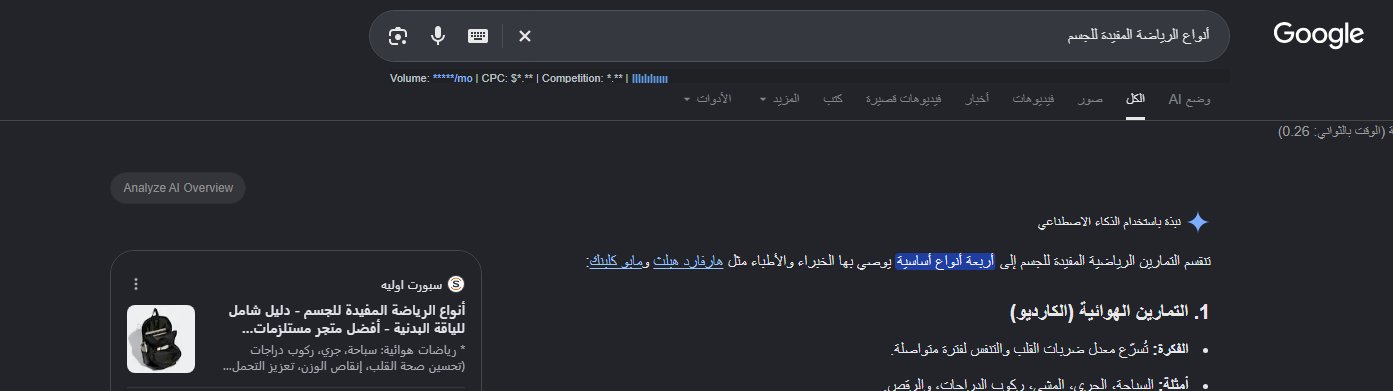 Google
أنواع الرياضة المفيدة للجسم
Volume: *****/mo | CPC: $*.** | Competition: *.** |
وضع AI الكل صور فيديوهات أخبار فيديوهات قصيرة كتب المزيد الأدوات
(الوقت بالثواني: 0.26)
Analyze AI Overview
نبذة باستخدام الذكاء الاصطناعي
تنقسم التمارين الرياضية المفيدة للجسم إلى أربعة أنواع أساسية يوصي بها الخبراء والأطباء مثل هارفارد هيلث ومايو كلينك:
1. التمارين الهوائية (الكارديو)
• الفكرة: تُسرّع معدل ضربات القلب والتنفس لفترة متواصلة.
• أمثلة: السباحة، الجري، المشي، ركوب الدراجات، والرقص.
سبورت اوليه
أنواع الرياضة المفيدة للجسم - دليل شامل
للياقة البدنية - أفضل متجر مستلزمات...
* رياضات هوائية: سباحة، جري، ركوب دراجات
(تحسين صحة القلب، إنقاص الوزن، تعزيز التحمل...